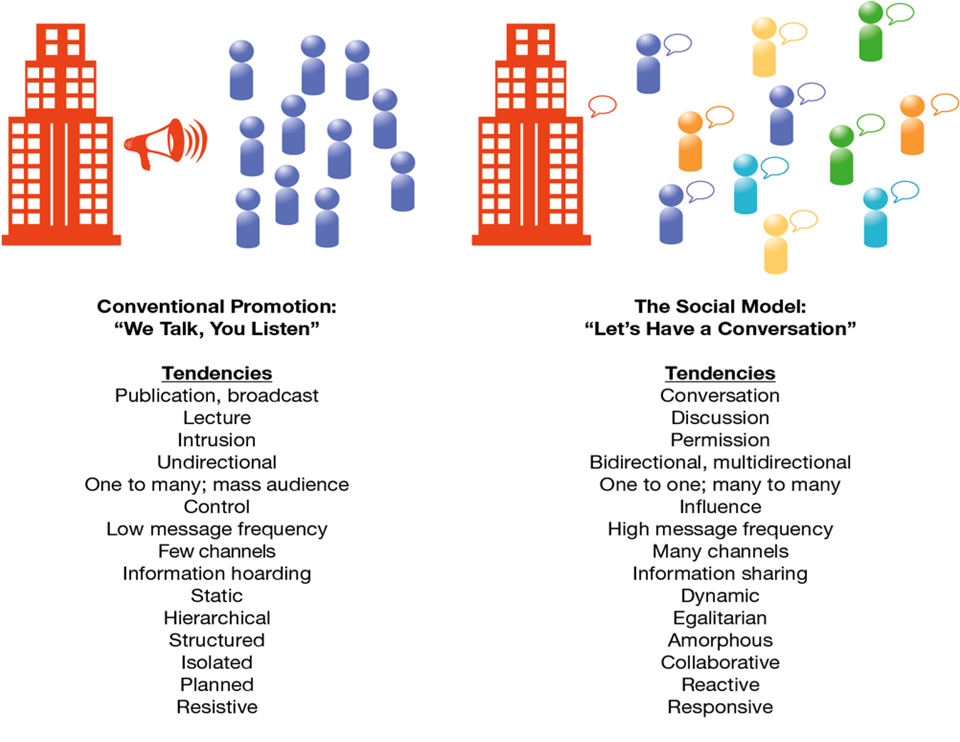 Conventional Promotion:
“We Talk, You Listen”
Tendencies
Publication, broadcast
Lecture
Intrusion
Undirectional
One to many; mass audience
Control
Low message frequency
Few channels
Information hoarding
Static
Hierarchical
Structured
Isolated
Planned
Resistive
The Social Model:
“Let’s Have a Conversation”
Tendencies
Conversation
Discussion
Permission
Bidirectional, multidirectional
One to one; many to many
Influence
High message frequency
Many channels
Information sharing
Dynamic
Egalitarian
Amorphous
Collaborative
Reactive
Responsive